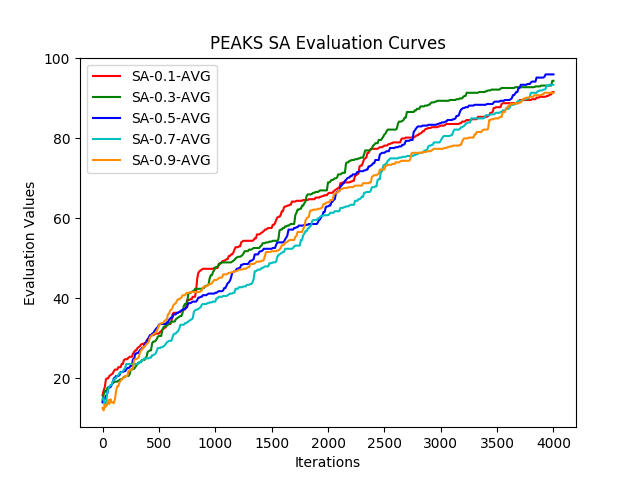 PEAKS SA Evaluation Curves
100
80
60
40
20
Evaluation Values
SA-0.1-AVG
SA-0.3-AVG
SA-0.5-AVG
SA-0.7-AVG
SA-0.9-AVG
0 500 1000 1500 2000 2500 3000 3500 4000
Iterations